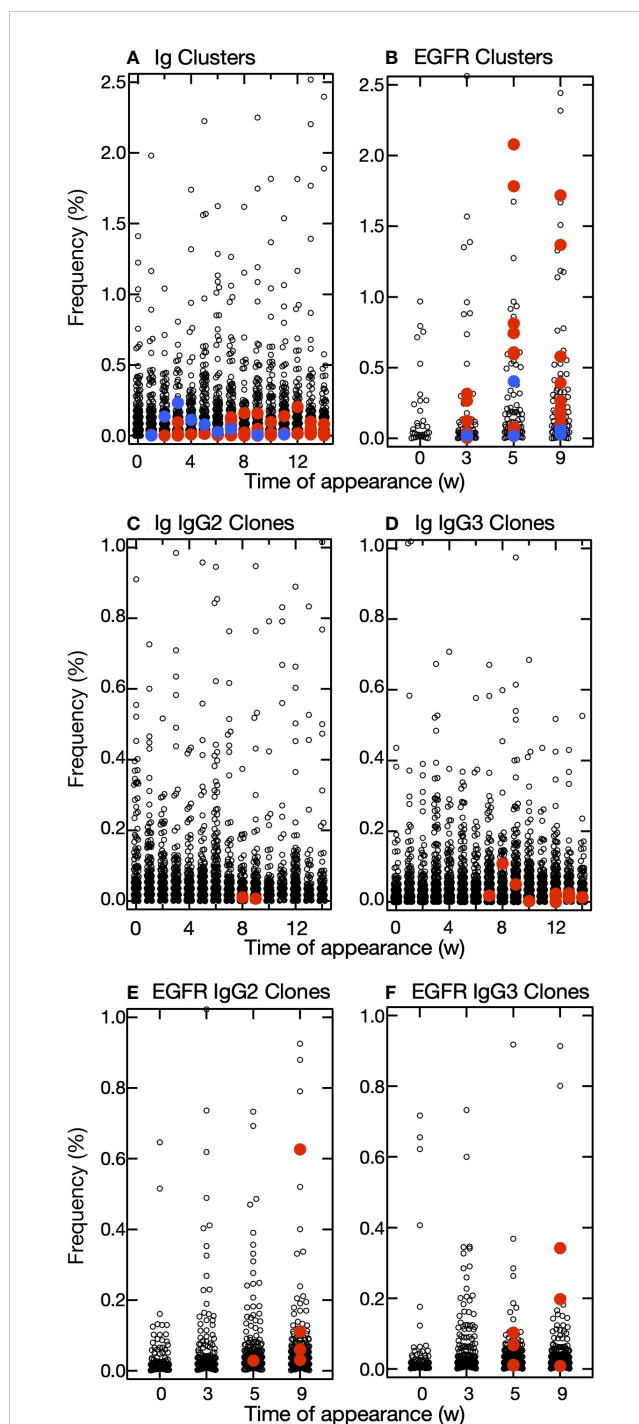 A Ig Clusters
B EGFR Clusters
Frequency (%)
2.5
2.0
1.5
1.0
0.5
0.0
2.5
2.0
1.5
1.0
0.5
0.0
0 4 8 12
0 3 5 9
Time of appearance (w)
Time of appearance (w)
C Ig IgG2 Clones
D Ig IgG3 Clones
Frequency (%)
1.0
0.8
0.6
0.4
0.2
0.0
1.0
0.8
0.6
0.4
0.2
0.0
0 4 8 12
0 4 8 12
Time of appearance (w)
Time of appearance (w)
E EGFR IgG2 Clones
F EGFR IgG3 Clones
Frequency (%)
1.0
0.8
0.6
0.4
0.2
0.0
1.0
0.8
0.6
0.4
0.2
0.0
0 3 5 9
0 3 5 9
Time of appearance (w)
Time of appearance (w)